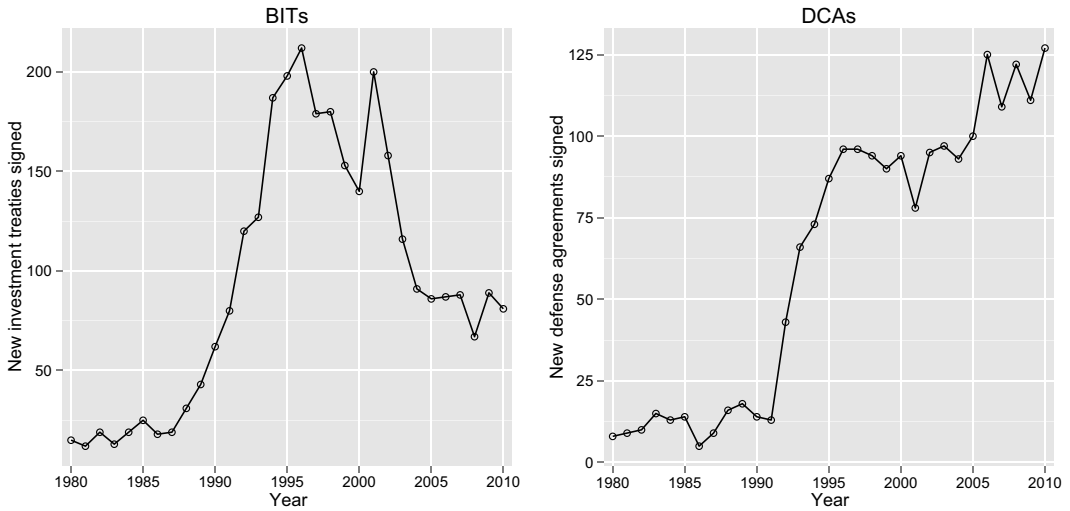 BITs
New investment treaties signed
200
150
100
50
1980 1985 1990 1995 2000 2005 2010
Year
DCAs
New defense agreements signed
125
100
75
50
25
0
1980 1985 1990 1995 2000 2005 2010
Year